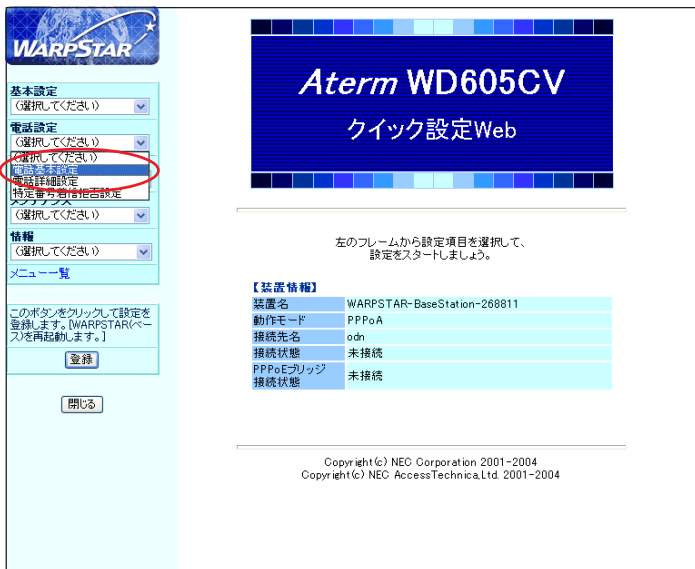 WARPSTAR
基本設定
(選択してください)
電話設定
(選択してください)
(選択してください)
電話基本設定
電話詳細設定
特定番号着信拒否設定
メンテナンス
(選択してください)
情報
(選択してください)
メニュー一覧
このボタンをクリックして設定を
登録します。[WARPSTAR(ベー
ス)を再起動します。]
登録
閉じる
Aterm WD605CV
クイック設定Web
左のフレームから設定項目を選択して、
設定をスタートしましょう。
【装置情報】
装置名 WARPSTAR-BaseStation-268811
動作モード PPPoA
接続先名 odn
接続状態 未接続
PPPoEブリッジ
接続状態 未接続
Copyright(c) NEC Corporation 2001-2004
Copyright(c) NEC AccessTechnica,Ltd. 2001-2004